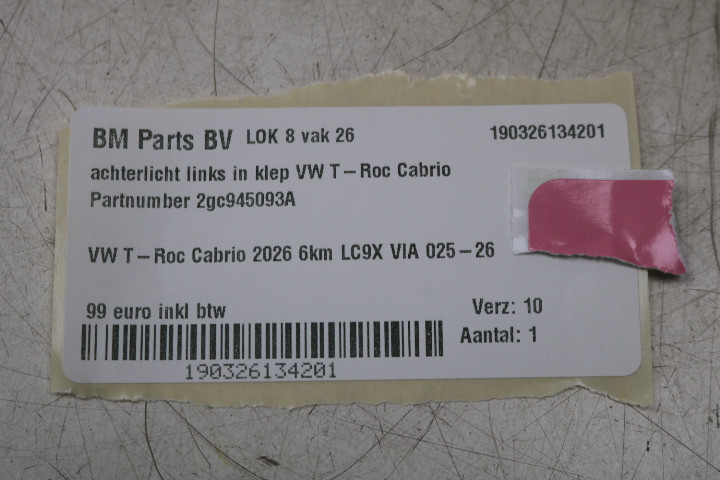 BM Parts BV LOK 8 vak 26 190326134201
achterlicht links in klep VW T-Roc Cabrio
Partnumber 2gc945093A
VW T-Roc Cabrio 2026 6km LC9X VIA 025-26
99 euro inkl btw Verz: 10
Aantal: 1
190326134201